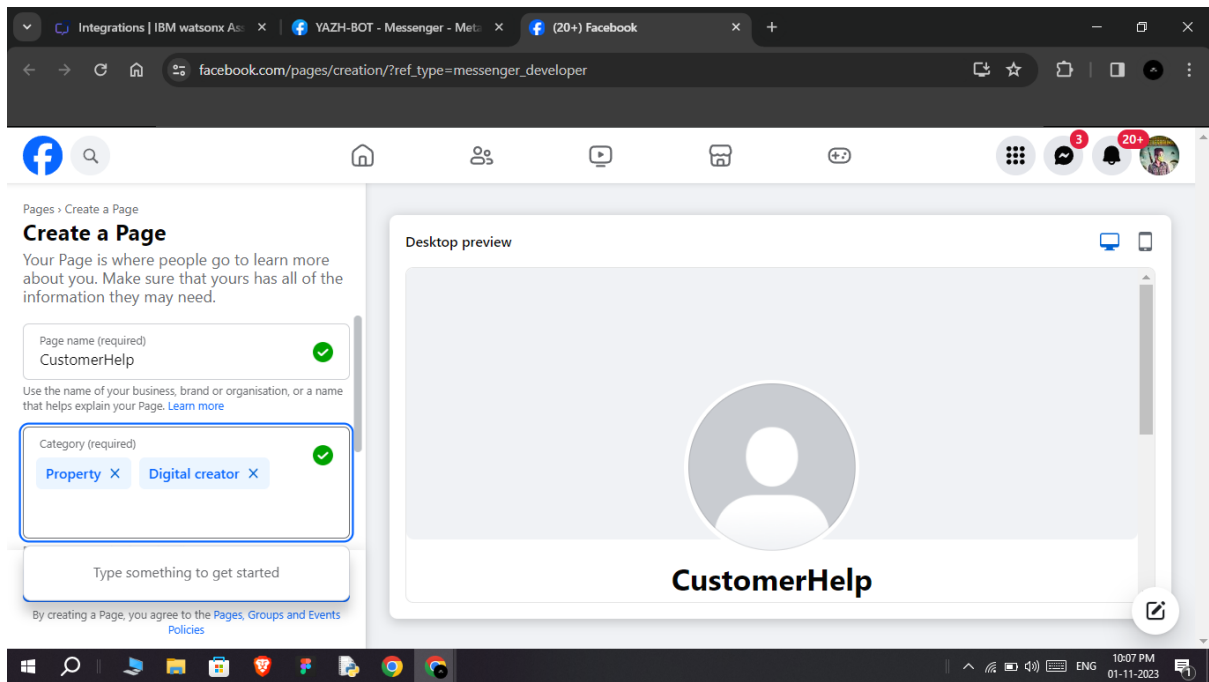 Integrations | IBM watsonx Ass
YAZH-BOT - Messenger - Meta
(20+) Facebook
facebook.com/pages/creation/?ref_type=messenger_developer
3
20+
Pages › Create a Page
Create a Page
Your Page is where people go to learn more
about you. Make sure that yours has all of the
information they may need.
Page name (required)
CustomerHelp
Use the name of your business, brand or organisation, or a name
that helps explain your Page. Learn more
Category (required)
Property
Digital creator
Type something to get started
By creating a Page, you agree to the Pages, Groups and Events
Policies
Desktop preview
CustomerHelp
ENG
10:07 PM
01-11-2023
1